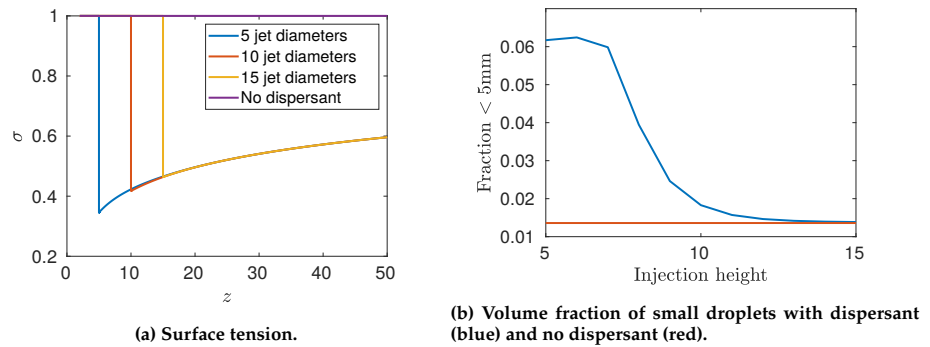 1
0.8
0.6
0.4
0.2
σ
0
10
20
30
40
50
z
5 jet diameters
10 jet diameters
15 jet diameters
No dispersant
(a) Surface tension.
0.06
0.05
0.04
0.03
0.02
0.01
Fraction < 5mm
5
10
15
Injection height
(b) Volume fraction of small droplets with dispersant
(blue) and no dispersant (red).